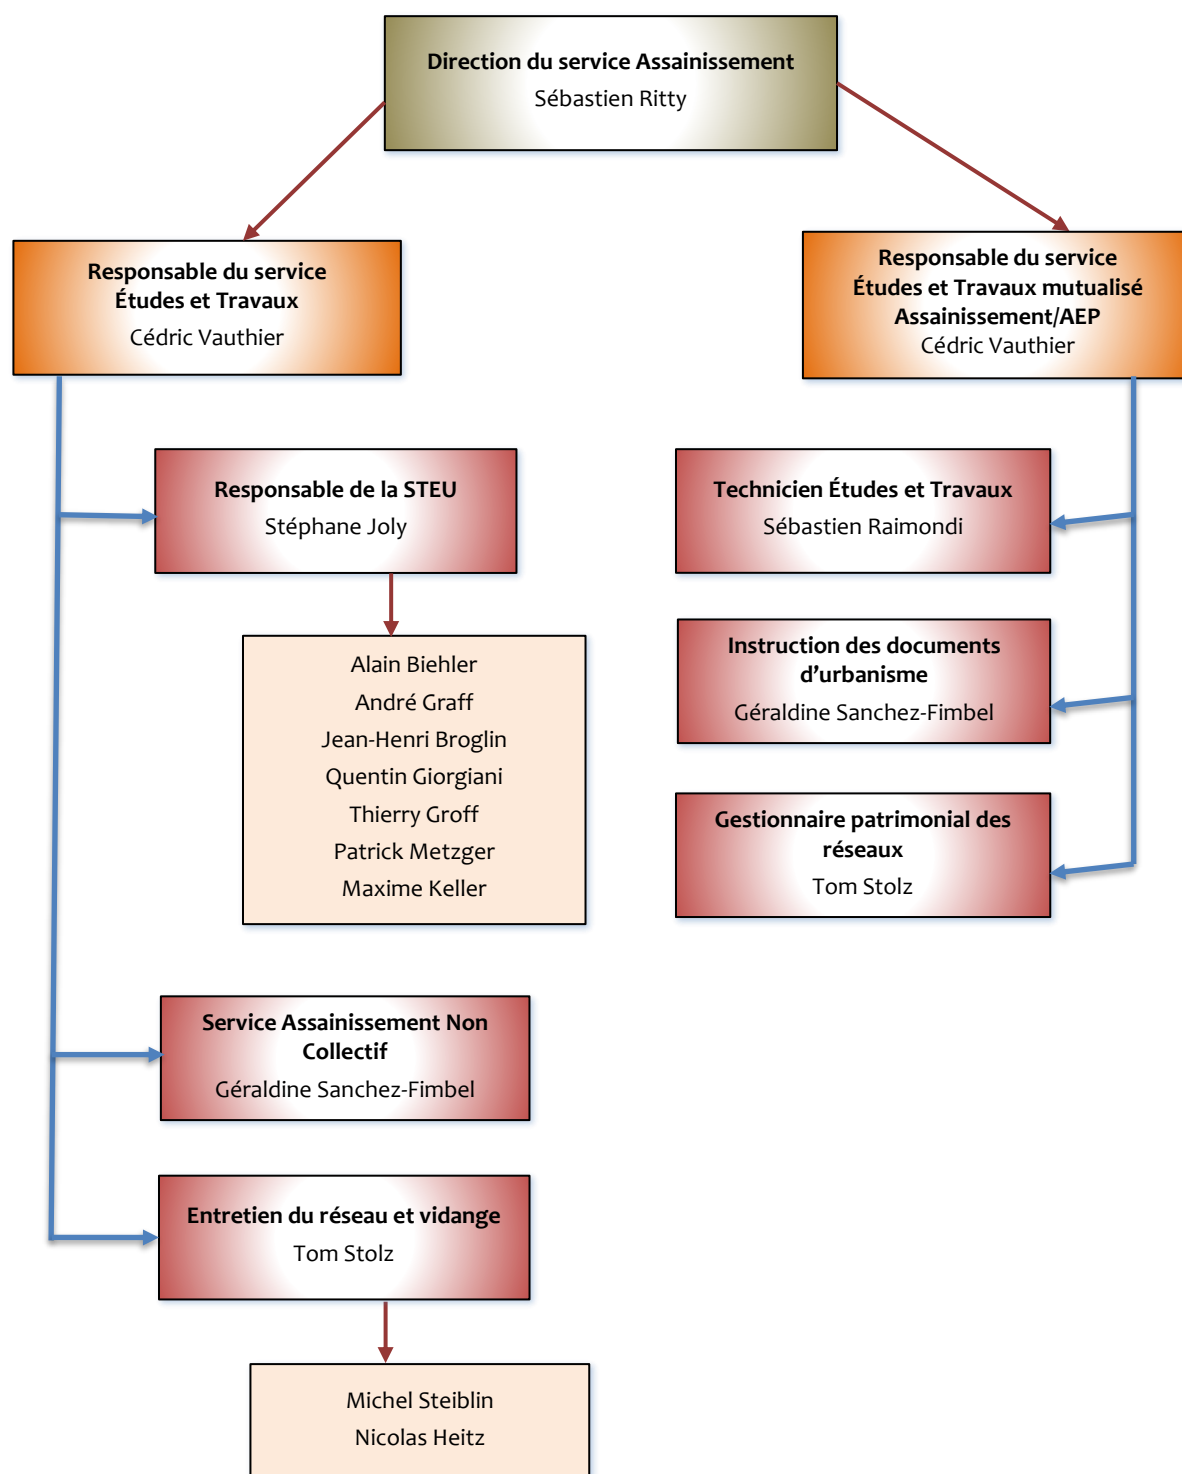 Direction du service Assainissement
Sébastien Ritty
Responsable du service
Études et Travaux
Cédric Vauthier
Responsable du service
Études et Travaux mutualisé
Assainissement/AEP
Cédric Vauthier
Responsable de la STEU
Stéphane Joly
Alain Biehler
André Graff
Jean-Henri Broglin
Quentin Giorgiani
Thierry Groff
Patrick Metzger
Maxime Keller
Service Assainissement Non
Collectif
Géraldine Sanchez-Fimbel
Entretien du réseau et vidange
Tom Stolz
Michel Steiblin
Nicolas Heitz
Technicien Études et Travaux
Sébastien Raimondi
Instruction des documents
d’urbanisme
Géraldine Sanchez-Fimbel
Gestionnaire patrimonial des
réseaux
Tom Stolz